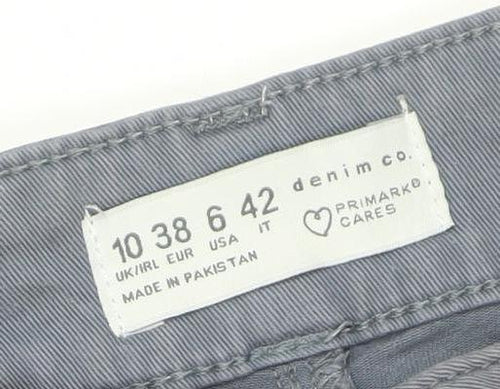 10 38 6 42 denim co.
UK/IRL EUR USA IT
MADE IN PAKISTAN
PRIMARK®
CARES